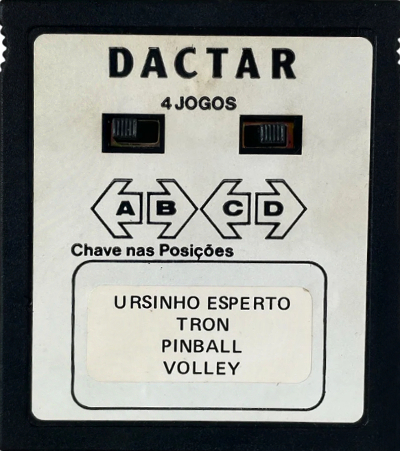 DACTAR
4 JOGOS
A B C D
Chave nas Posições
URSINHO ESPERTO
TRON
PINBALL
VOLLEY